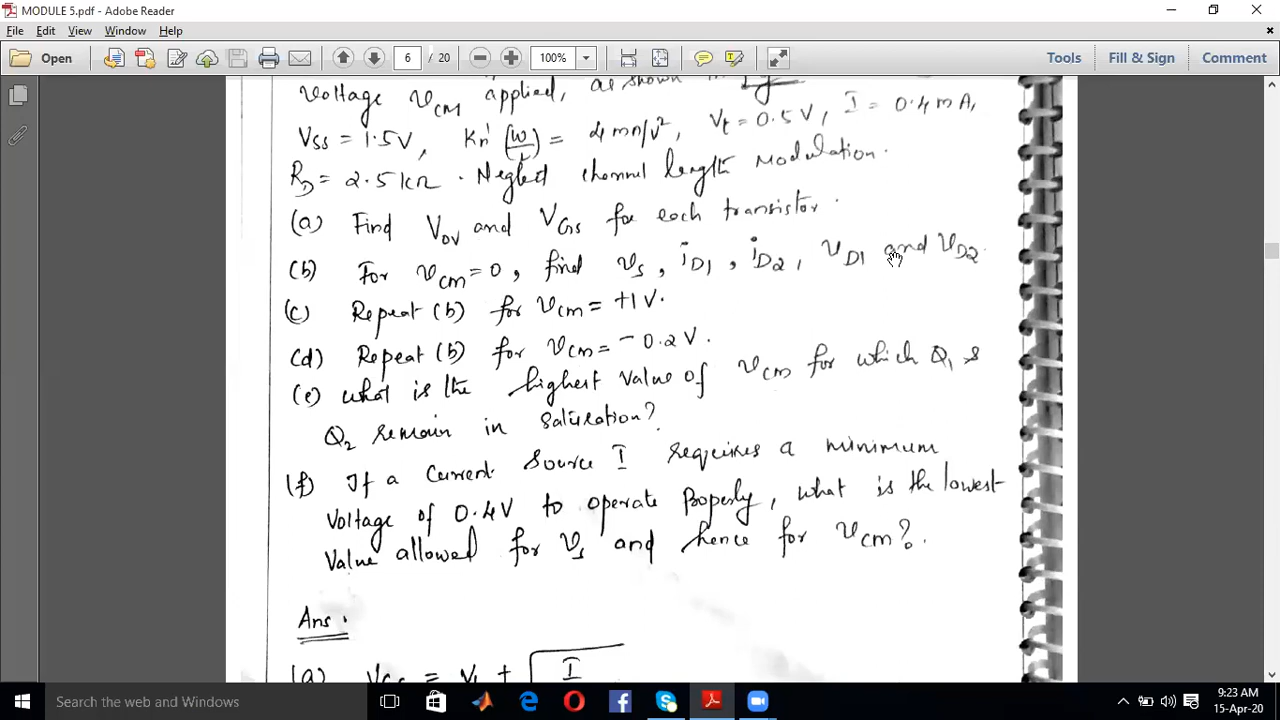 MODULE 5.pdf - Adobe Reader
File Edit View Window Help
Open 6 / 20 100% Tools Fill & Sign Comment
Voltage vCM applied, as shown in
VSS = 1.5V, Kn' (W/L) = 4 mA/V², Vt = 0.5 V, I = 0.4 mA,
RD = 2.5 kΩ. Neglect channel length modulation.
(a) Find VOV and VGS for each transistor.
(b) For vCM = 0, find vS, iD1, iD2, vD1 and vD2.
(c) Repeat (b) for vCM = +1V.
(d) Repeat (b) for vCM = -0.2 V.
(e) what is the highest value of vCM for which Q1 &
Q2 remain in saturation?
(f) If a current source I requires a minimum
Voltage of 0.4V to operate properly, what is the lowest
Value allowed for vs and hence for vCM?
Ans.
(a) VGS = Vt + √ I
Search the web and Windows
9:23 AM
15-Apr-20